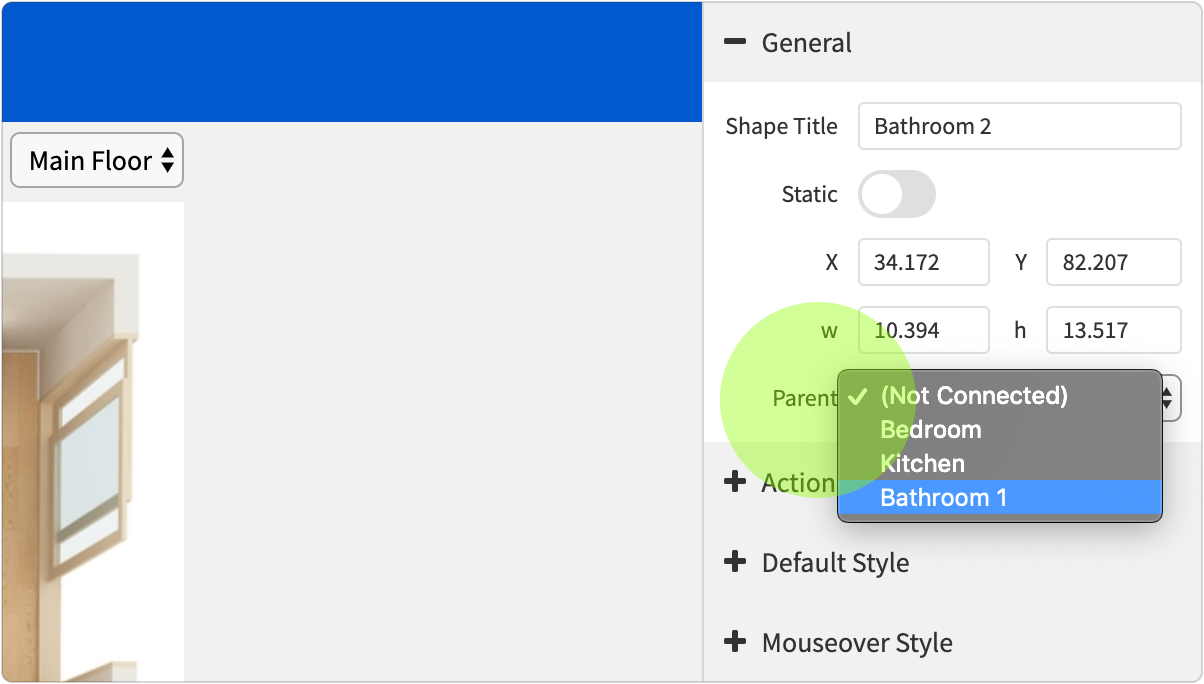 General
Shape Title Bathroom 2
Main Floor
Static
X 34.172 Y 82.207
w 10.394 h 13.517
Parent (Not Connected)
Bedroom
Kitchen
Action
Bathroom 1
Default Style
Mouseover Style